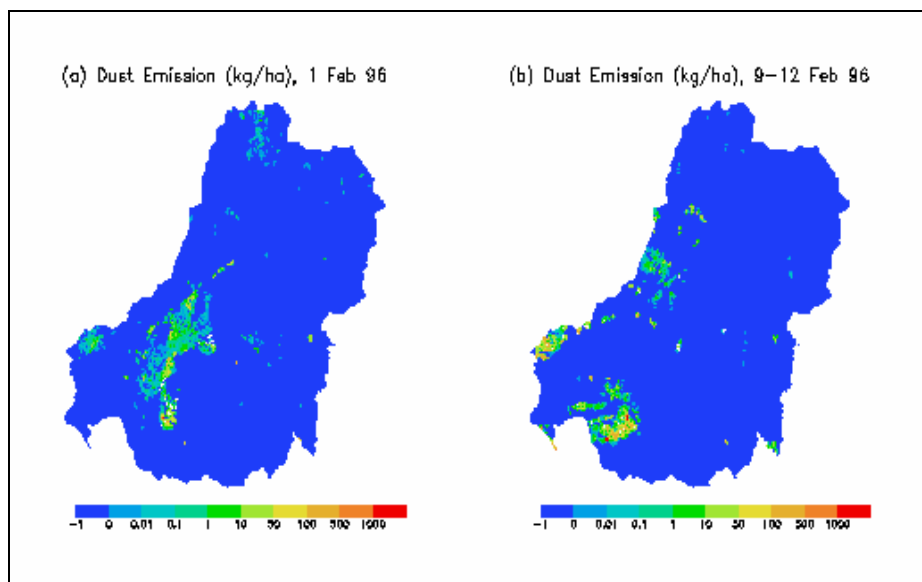 (a) Dust Emission (kg/ha), 1 Feb 96
(b) Dust Emission (kg/ha), 9-12 Feb 96
-1 0 0.01 0.1 1 10 50 100 500 1000
-1 0 0.01 0.1 1 10 50 100 500 1000